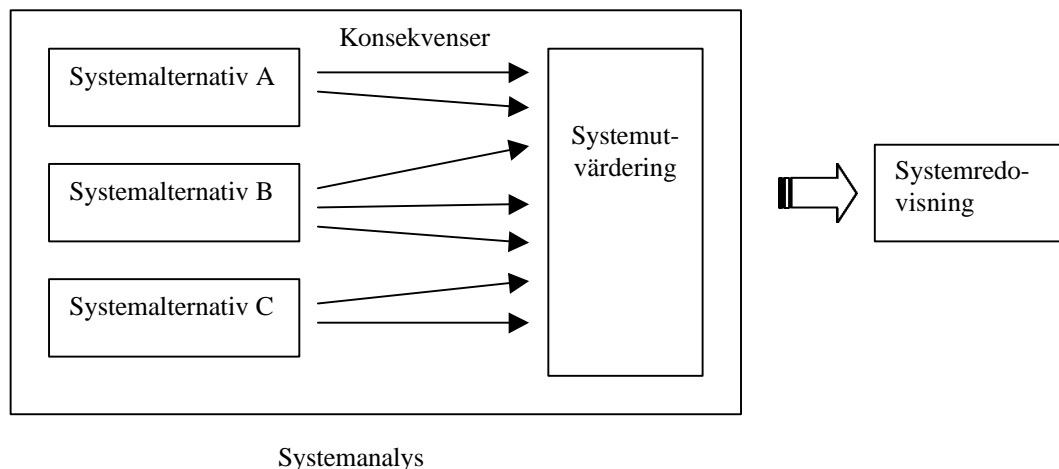 Konsekvenser
Systemalternativ A
Systemalternativ B
Systemalternativ C
Systemut-
värdering
Systemredo-
visning
Systemanalys